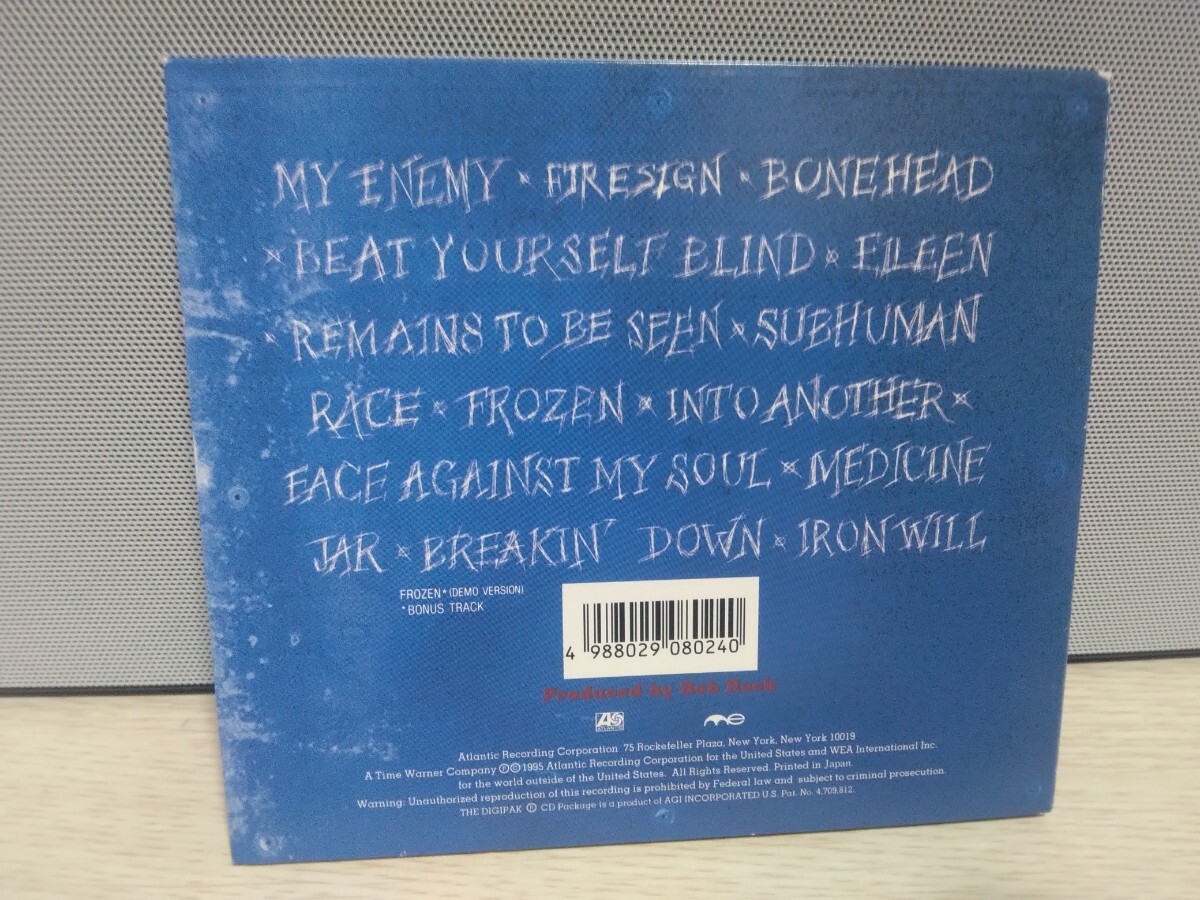 MY ENEMY × FIRESIGN × BONEHEAD
× BEAT YOURSELF BLIND × EILEEN
× REMAINS TO BE SEEN × SUBHUMAN
RACE × FROZEN × INTO ANOTHER ×
FACE AGAINST MY SOUL × MEDICINE
JAR × BREAKIN' DOWN × IRON WILL
FROZEN* (DEMO VERSION)
*BONUS TRACK
4 988029 080240
Produced by Bob Rock
ATLANTIC
Atlantic Recording Corporation 75 Rockefeller Plaza, New York, New York 10019
A Time Warner Company ℗© 1995 Atlantic Recording Corporation for the United States and WEA International Inc.
for the world outside of the United States. All Rights Reserved. Printed in Japan.
Warning: Unauthorized reproduction of this recording is prohibited by Federal law and subject to criminal prosecution.
THE DIGIPAK ℗ CD Package is a product of AGI INCORPORATED U.S. Pat. No. 4,709,812.